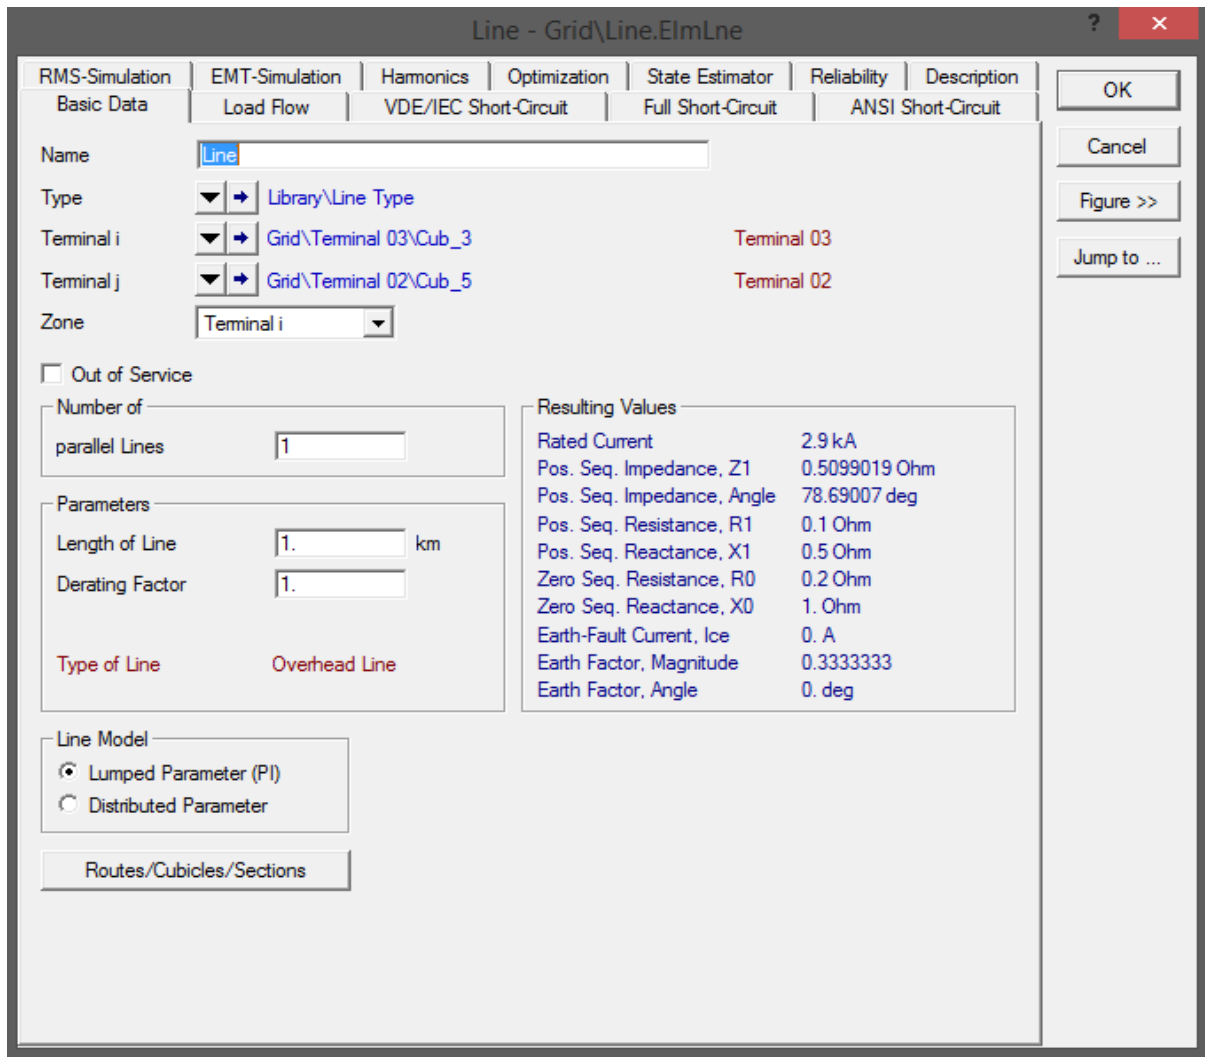 Line - Grid\Line.ElmLne
?
RMS-Simulation EMT-Simulation Harmonics Optimization State Estimator Reliability Description
Basic Data Load Flow VDE/IEC Short-Circuit Full Short-Circuit ANSI Short-Circuit
OK
Cancel
Figure >>
Jump to ...
Name Line
Type Library\Line Type
Terminal i Grid\Terminal 03\Cub_3 Terminal 03
Terminal j Grid\Terminal 02\Cub_5 Terminal 02
Zone Terminal i
Out of Service
Number of
parallel Lines 1
Parameters
Length of Line 1. km
Derating Factor 1.
Type of Line Overhead Line
Resulting Values
Rated Current 2.9 kA
Pos. Seq. Impedance, Z1 0.5099019 Ohm
Pos. Seq. Impedance, Angle 78.69007 deg
Pos. Seq. Resistance, R1 0.1 Ohm
Pos. Seq. Reactance, X1 0.5 Ohm
Zero Seq. Resistance, R0 0.2 Ohm
Zero Seq. Reactance, X0 1. Ohm
Earth-Fault Current, Ice 0. A
Earth Factor, Magnitude 0.3333333
Earth Factor, Angle 0. deg
Line Model
Lumped Parameter (PI)
Distributed Parameter
Routes/Cubicles/Sections